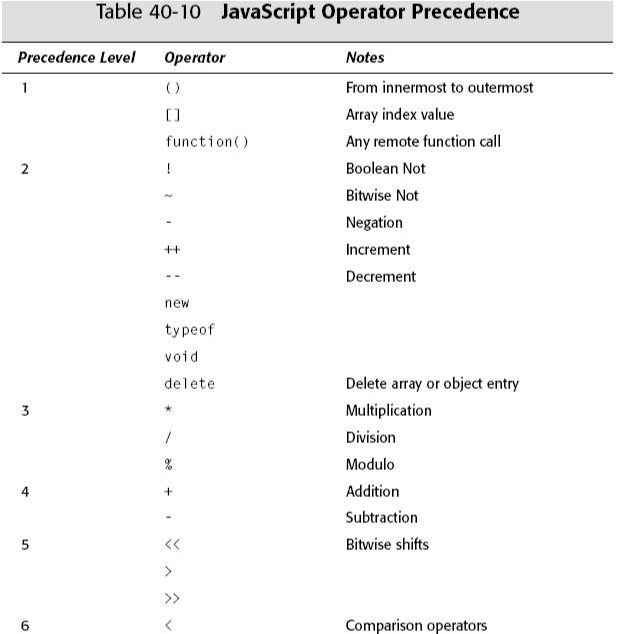 Table 40-10 JavaScript Operator Precedence
Precedence Level Operator Notes
1 () From innermost to outermost
[] Array index value
function() Any remote function call
2 ! Boolean Not
~ Bitwise Not
- Negation
++ Increment
-- Decrement
new
typeof
void
delete Delete array or object entry
3 * Multiplication
/ Division
% Modulo
4 + Addition
- Subtraction
5 << Bitwise shifts
>
>>
6 < Comparison operators